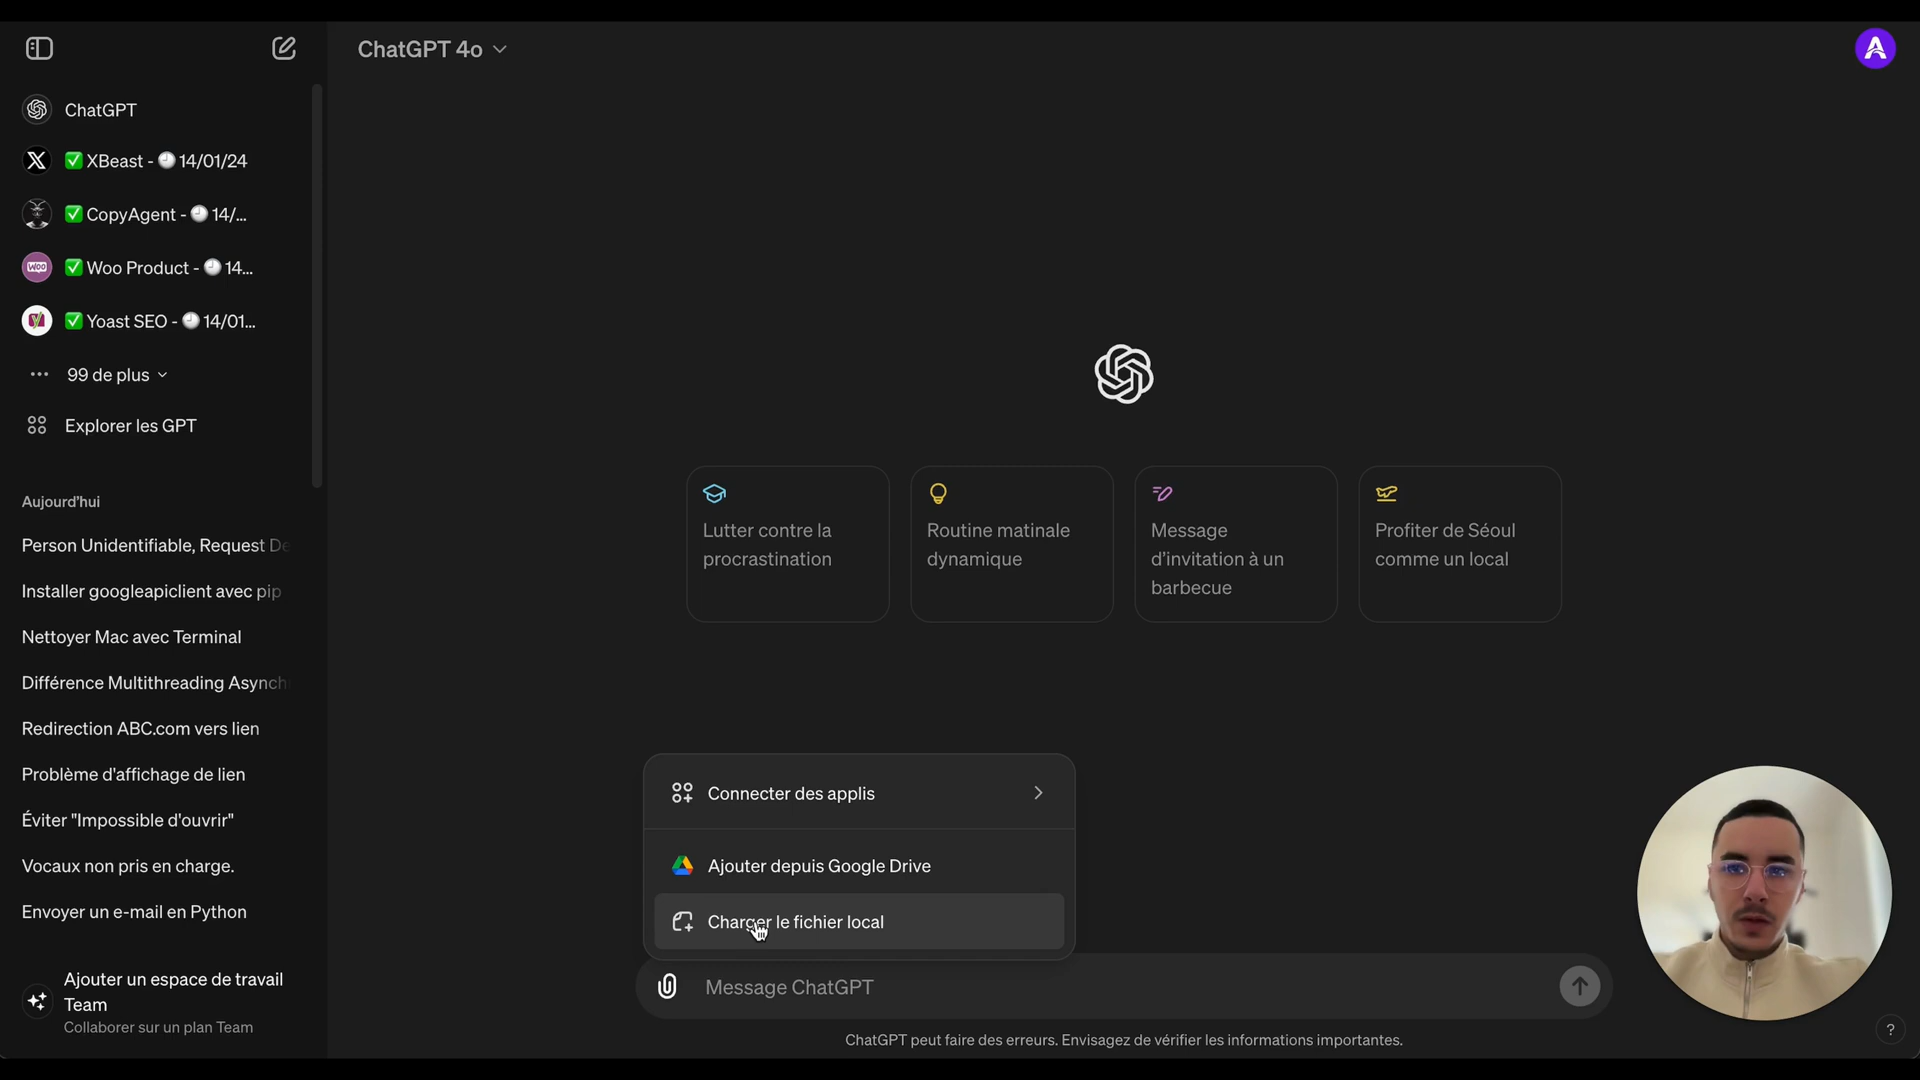 ChatGPT 4o
A
ChatGPT
✅ XBeast - 🕘 14/01/24
✅ CopyAgent - 🕘 14/...
woo
✅ Woo Product - 🕘 14...
✅ Yoast SEO - 🕘 14/01...
99 de plus
Explorer les GPT
Aujourd'hui
Person Unidentifiable, Request De
Installer googleapiclient avec pip
Nettoyer Mac avec Terminal
Différence Multithreading Asynch
Redirection ABC.com vers lien
Problème d'affichage de lien
Éviter "Impossible d'ouvrir"
Vocaux non pris en charge.
Envoyer un e-mail en Python
Ajouter un espace de travail
Team
Collaborer sur un plan Team
Lutter contre la
procrastination
Routine matinale
dynamique
Message
d'invitation à un
barbecue
Profiter de Séoul
comme un local
Connecter des applis
Ajouter depuis Google Drive
Charger le fichier local
Message ChatGPT
ChatGPT peut faire des erreurs. Envisagez de vérifier les informations importantes.
?